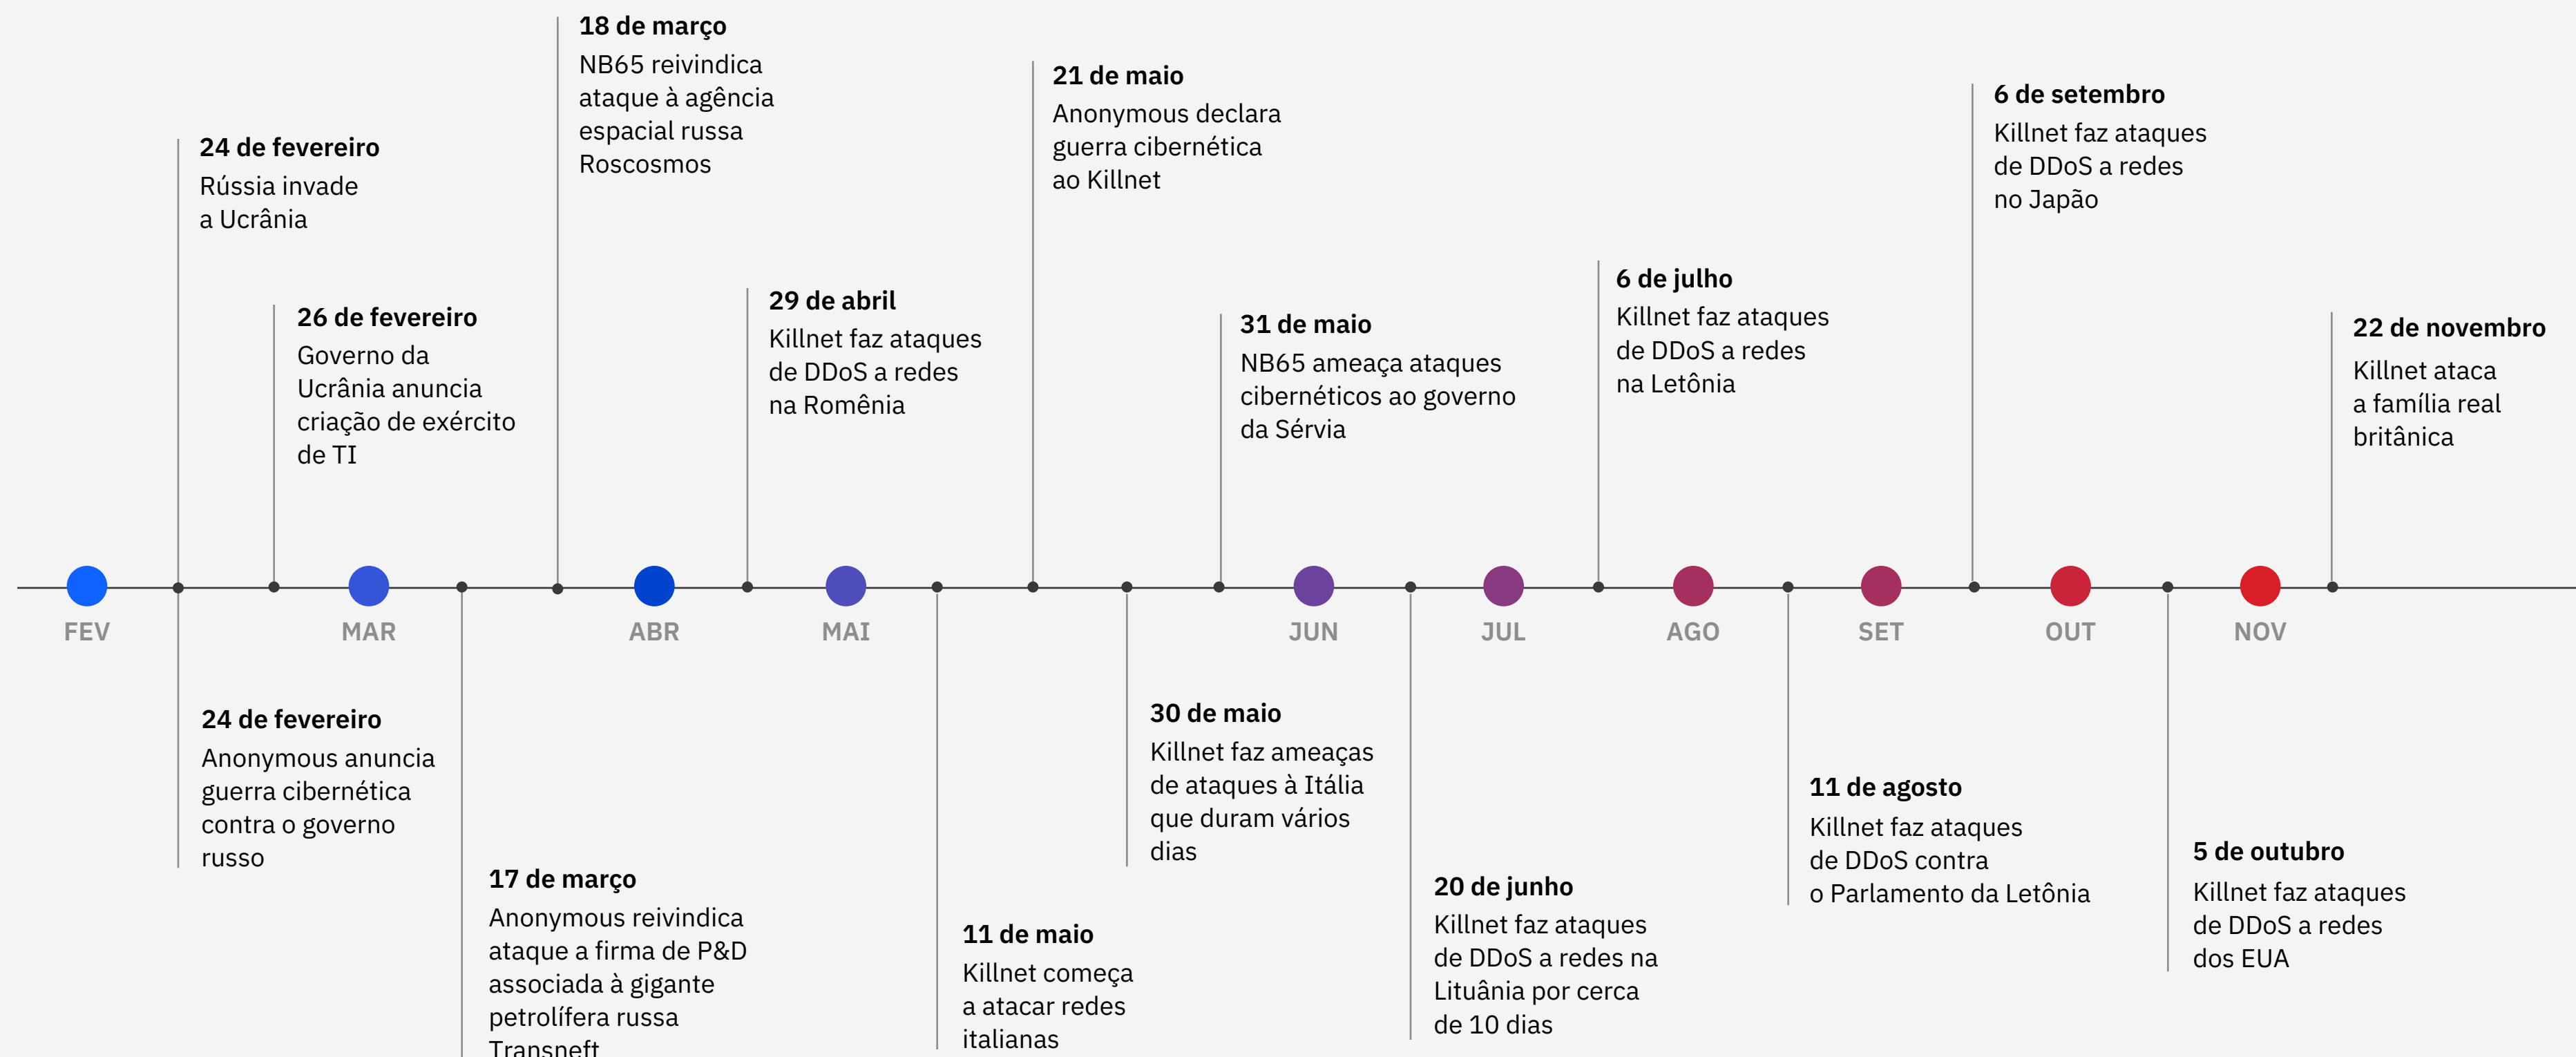 18 de março
NB65 reivindica
ataque à agência
espacial russa
Roscosmos
21 de maio
Anonymous declara
guerra cibernética
ao Killnet
6 de setembro
Killnet faz ataques
de DDoS a redes
no Japão
24 de fevereiro
Rússia invade
a Ucrânia
26 de fevereiro
Governo da
Ucrânia anuncia
criação de exército
de TI
29 de abril
Killnet faz ataques
de DDoS a redes
na Romênia
31 de maio
NB65 ameaça ataques
cibernéticos ao governo
da Sérvia
6 de julho
Killnet faz ataques
de DDoS a redes
na Letônia
22 de novembro
Killnet ataca
a família real
britânica
FEV
MAR
ABR
MAI
JUN
JUL
AGO
SET
OUT
NOV
24 de fevereiro
Anonymous anuncia
guerra cibernética
contra o governo
russo
17 de março
Anonymous reivindica
ataque a firma de P&D
associada à gigante
petrolífera russa
Transneft
11 de maio
Killnet começa
a atacar redes
italianas
30 de maio
Killnet faz ameaças
de ataques à Itália
que duram vários
dias
20 de junho
Killnet faz ataques
de DDoS a redes na
Lituânia por cerca
de 10 dias
11 de agosto
Killnet faz ataques
de DDoS contra
o Parlamento da Letônia
5 de outubro
Killnet faz ataques
de DDoS a redes
dos EUA